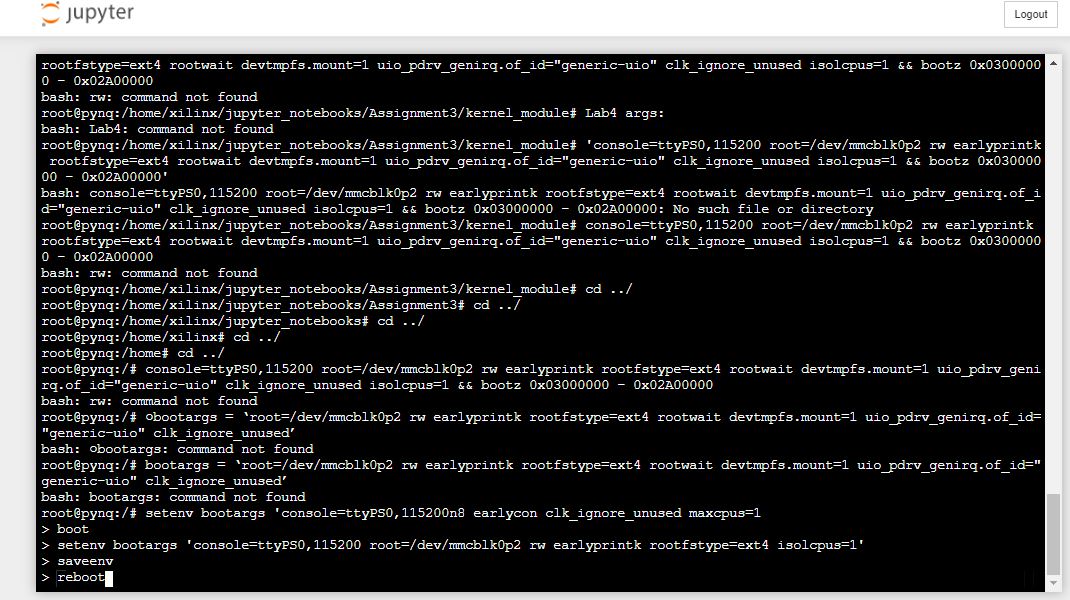 jupyter
Logout
rootfstype=ext4 rootwait devtmpfs.mount=1 uio_pdrv_genirq.of_id="generic-uio" clk_ignore_unused isolcpus=1 && bootz 0x0300000
0 - 0x02A00000
bash: rw: command not found
root@pynq:/home/xilinx/jupyter_notebooks/Assignment3/kernel_module# Lab4 args:
bash: Lab4: command not found
root@pynq:/home/xilinx/jupyter_notebooks/Assignment3/kernel_module# 'console=ttyPS0,115200 root=/dev/mmcblk0p2 rw earlyprintk
rootfstype=ext4 rootwait devtmpfs.mount=1 uio_pdrv_genirq.of_id="generic-uio" clk_ignore_unused isolcpus=1 && bootz 0x030000
00 - 0x02A00000'
bash: console=ttyPS0,115200 root=/dev/mmcblk0p2 rw earlyprintk rootfstype=ext4 rootwait devtmpfs.mount=1 uio_pdrv_genirq.of_i
d="generic-uio" clk_ignore_unused isolcpus=1 && bootz 0x03000000 - 0x02A00000: No such file or directory
root@pynq:/home/xilinx/jupyter_notebooks/Assignment3/kernel_module# console=ttyPS0,115200 root=/dev/mmcblk0p2 rw earlyprintk
rootfstype=ext4 rootwait devtmpfs.mount=1 uio_pdrv_genirq.of_id="generic-uio" clk_ignore_unused isolcpus=1 && bootz 0x0300000
0 - 0x02A00000
bash: rw: command not found
root@pynq:/home/xilinx/jupyter_notebooks/Assignment3/kernel_module# cd ../
root@pynq:/home/xilinx/jupyter_notebooks/Assignment3# cd ../
root@pynq:/home/xilinx/jupyter_notebooks# cd ../
root@pynq:/home/xilinx# cd ../
root@pynq:/home# cd ../
root@pynq:/# console=ttyPS0,115200 root=/dev/mmcblk0p2 rw earlyprintk rootfstype=ext4 rootwait devtmpfs.mount=1 uio_pdrv_geni
rq.of_id="generic-uio" clk_ignore_unused isolcpus=1 && bootz 0x03000000 - 0x02A00000
bash: rw: command not found
root@pynq:/# obootargs = ‘root=/dev/mmcblk0p2 rw earlyprintk rootfstype=ext4 rootwait devtmpfs.mount=1 uio_pdrv_genirq.of_id=
"generic-uio" clk_ignore_unused’
bash: obootargs: command not found
root@pynq:/# bootargs = ‘root=/dev/mmcblk0p2 rw earlyprintk rootfstype=ext4 rootwait devtmpfs.mount=1 uio_pdrv_genirq.of_id="
generic-uio" clk_ignore_unused’
bash: bootargs: command not found
root@pynq:/# setenv bootargs 'console=ttyPS0,115200n8 earlycon clk_ignore_unused maxcpus=1
> boot
> setenv bootargs 'console=ttyPS0,115200 root=/dev/mmcblk0p2 rw earlyprintk rootfstype=ext4 isolcpus=1'
> saveenv
> reboot